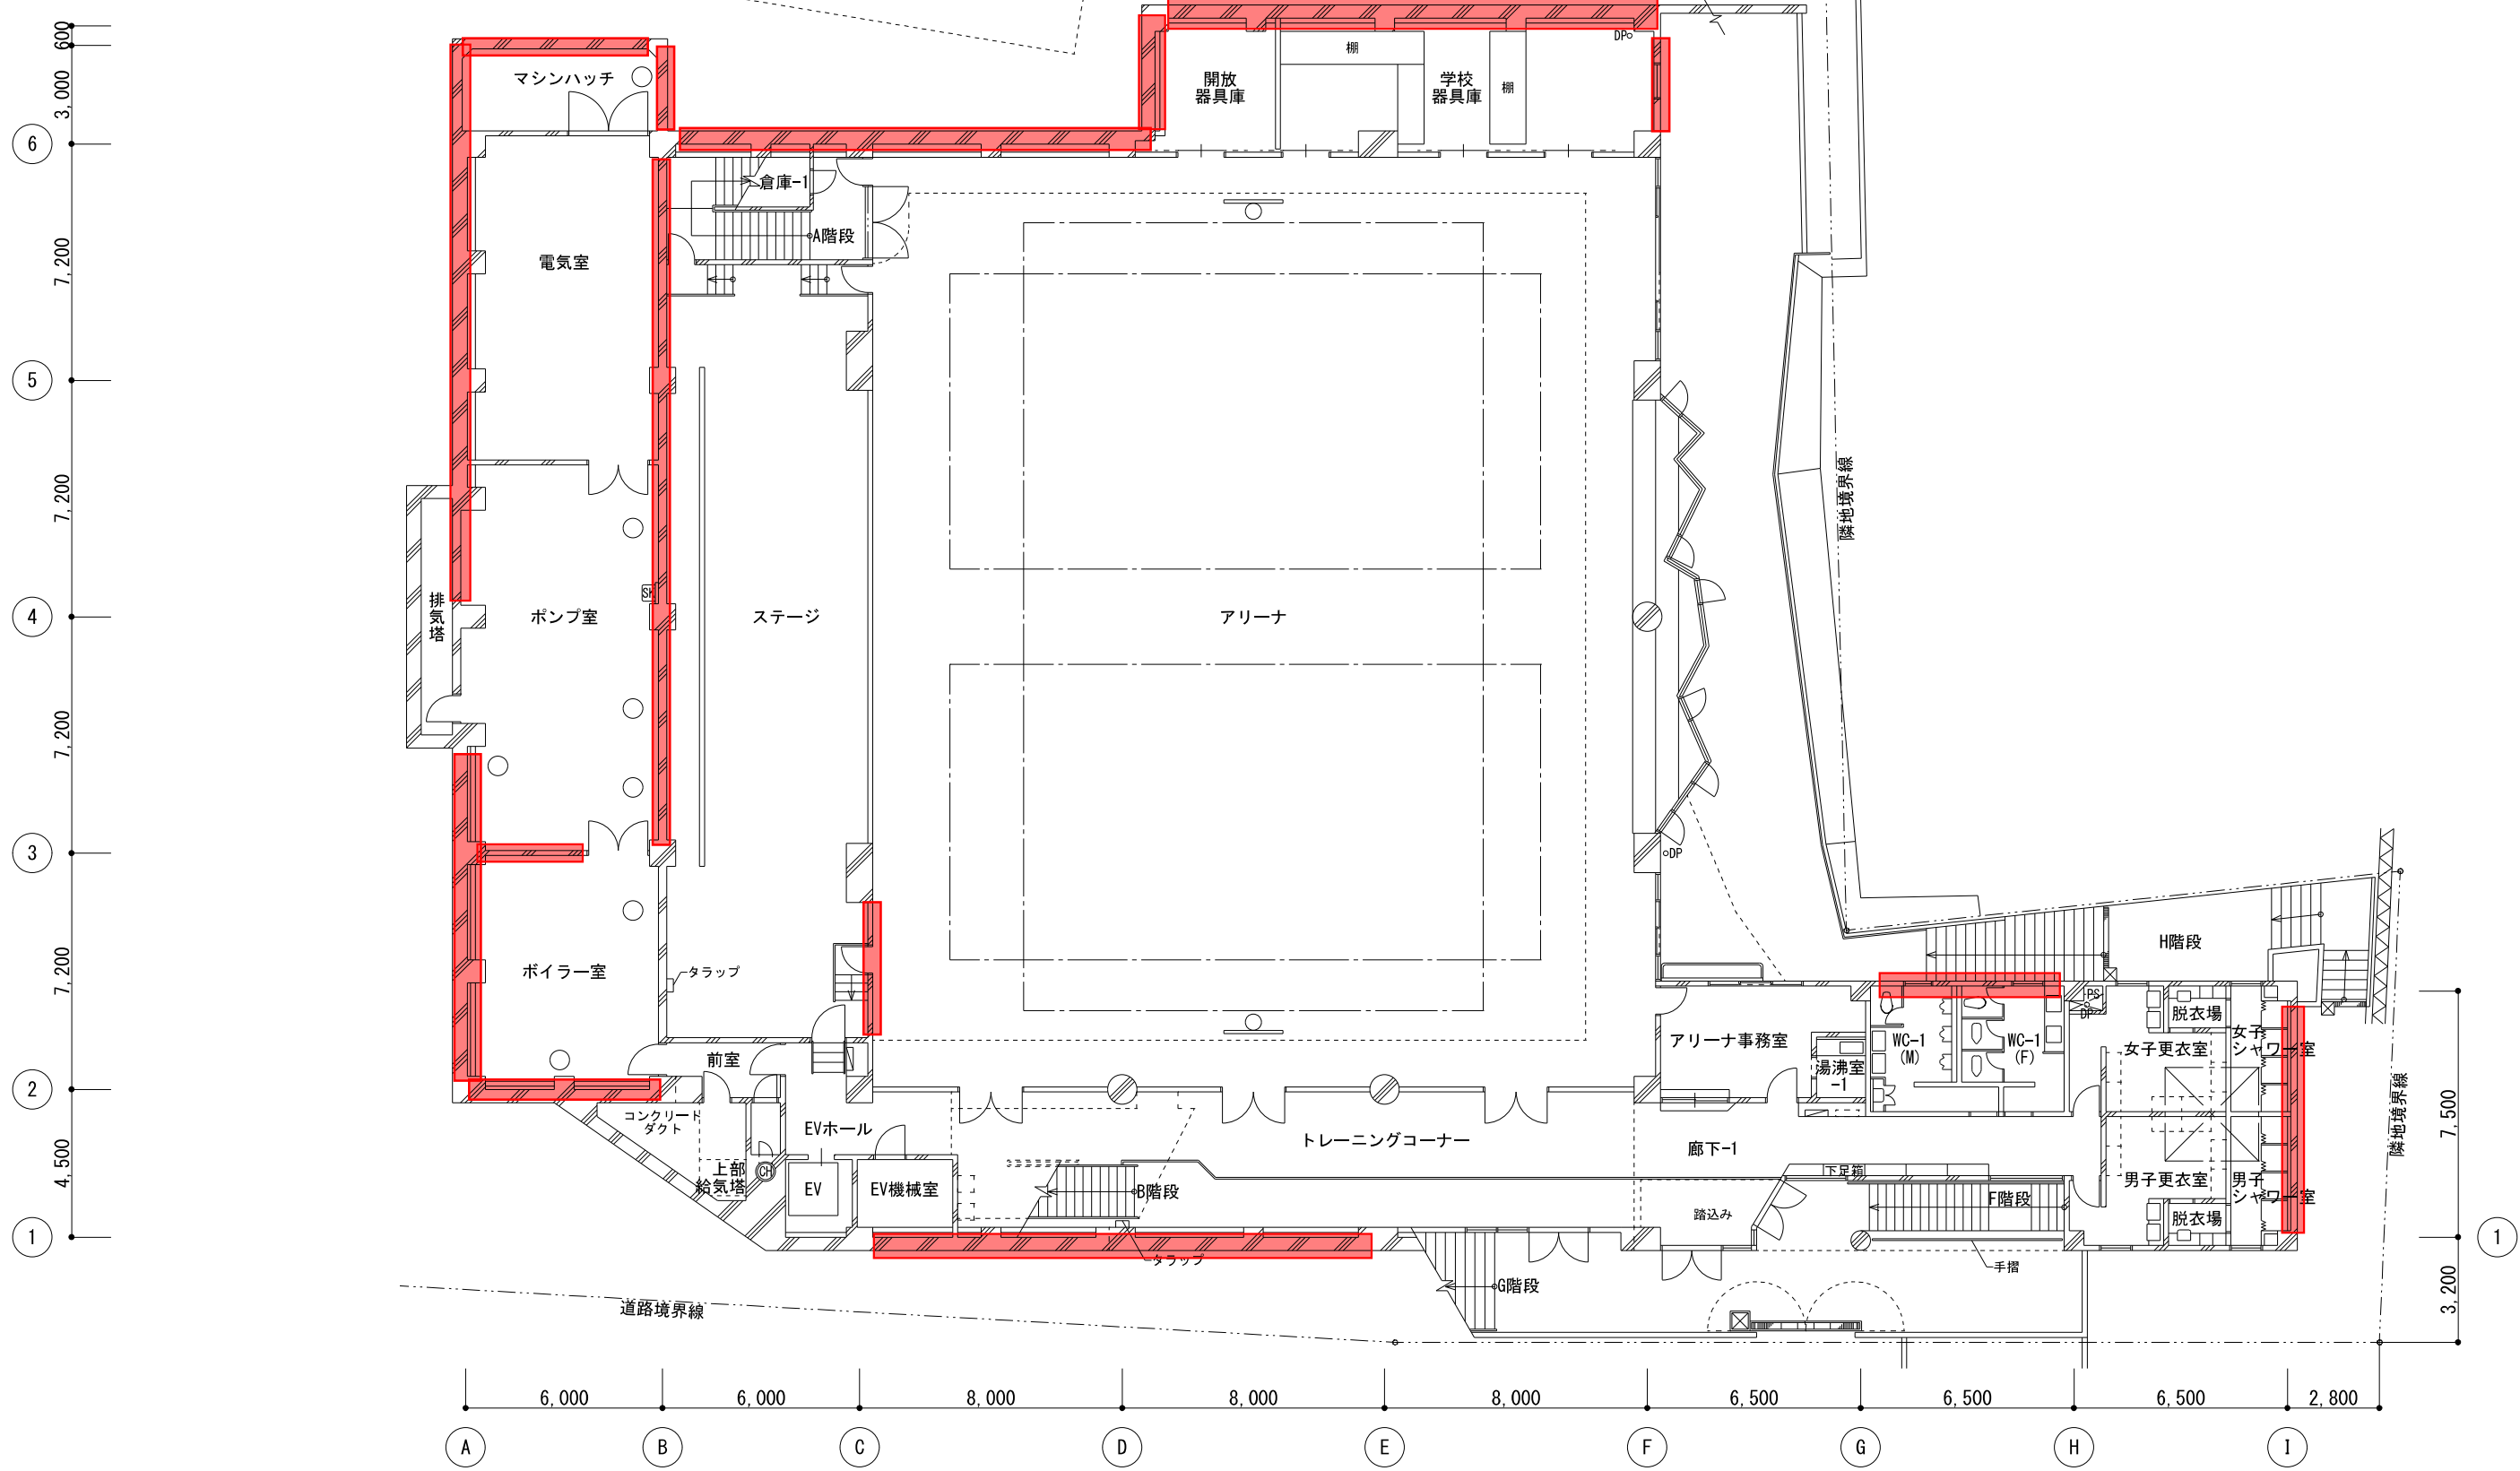 600
3,000
7,200
7,200
7,200
7,200
4,500
6
5
4
3
2
1
マシンハッチ
開放
器具庫
棚
学校
器具庫
棚
DP
倉庫-1
A階段
電気室
排気塔
ポンプ室
SK
ステージ
アリーナ
隣地境界線
DP
ボイラー室
タラップ
H階段
前室
アリーナ事務室
湯沸室
-1
WC-1
(M)
WC-1
(F)
PS
DP
脱衣場
女子
シャワー室
女子更衣室
コンクリート
ダクト
EVホール
トレーニングコーナー
廊下-1
上部
給気塔
CH
EV
EV機械室
B階段
下足箱
F階段
男子更衣室
男子
シャワー室
脱衣場
踏込み
タラップ
手摺
G階段
道路境界線
隣地境界線
7,500
3,200
1
6,000
6,000
8,000
8,000
8,000
6,500
6,500
6,500
2,800
A
B
C
D
E
F
G
H
I